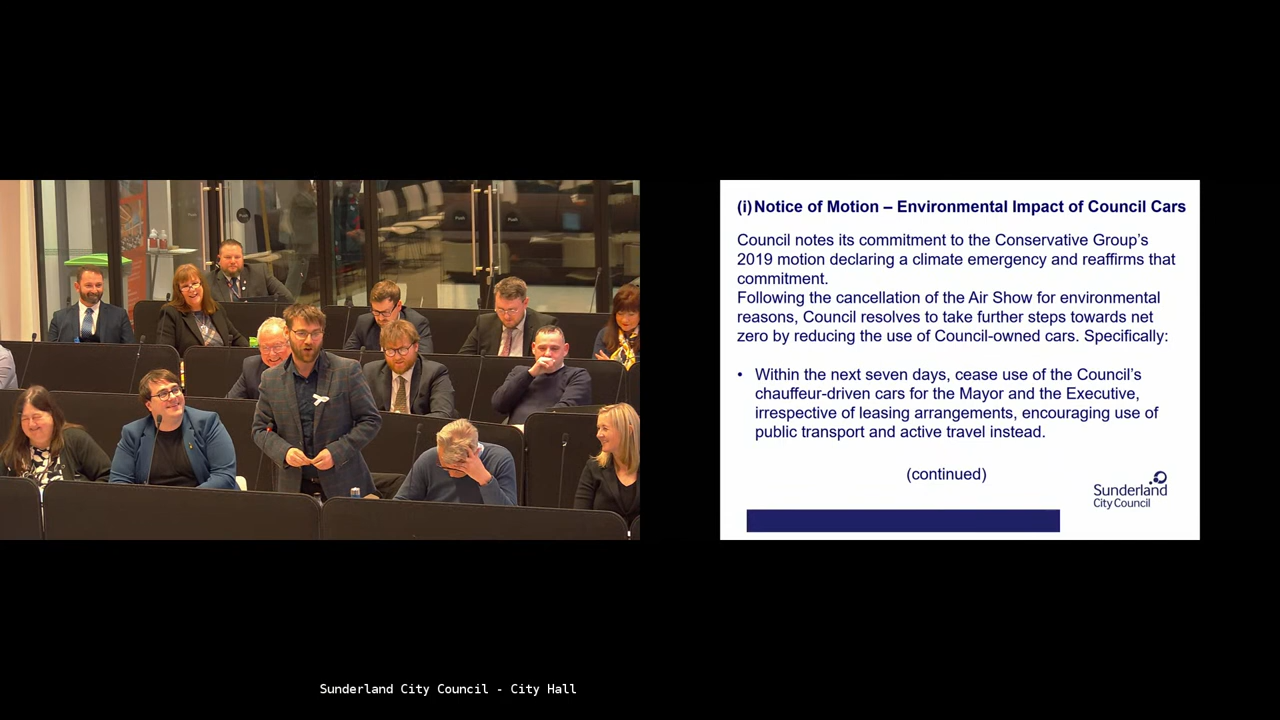 Push
Push
Push
(i) Notice of Motion – Environmental Impact of Council Cars
Council notes its commitment to the Conservative Group’s
2019 motion declaring a climate emergency and reaffirms that
commitment.
Following the cancellation of the Air Show for environmental
reasons, Council resolves to take further steps towards net
zero by reducing the use of Council-owned cars. Specifically:
• Within the next seven days, cease use of the Council’s
chauffeur-driven cars for the Mayor and the Executive,
irrespective of leasing arrangements, encouraging use of
public transport and active travel instead.
(continued)
Sunderland
City Council
Sunderland City Council - City Hall